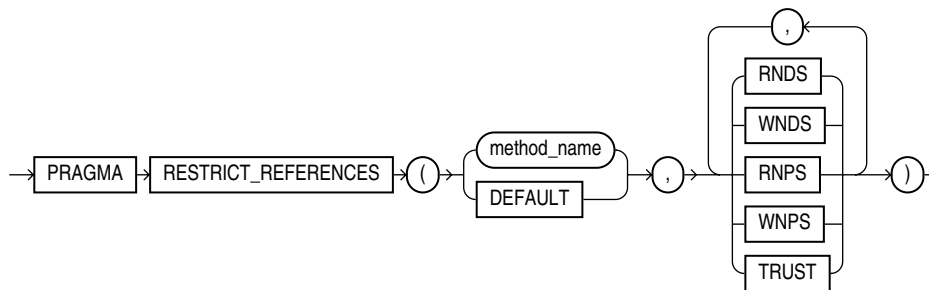 ,
RNDS
WNDS
method_name
PRAGMA RESTRICT_REFERENCES ( , RNPS )
DEFAULT
WNPS
TRUST